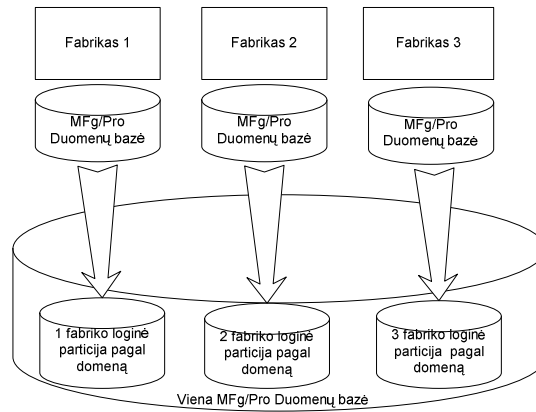 Fabrikas 1
Fabrikas 2
Fabrikas 3
MFg/Pro
Duomenų bazė
MFg/Pro
Duomenų bazė
MFg/Pro
Duomenų bazė
1 fabriko loginė
particija pagal
domeną
2 fabriko loginė
particija pagal
domeną
3 fabriko loginė
particija pagal
domeną
Viena MFg/Pro Duomenų bazė